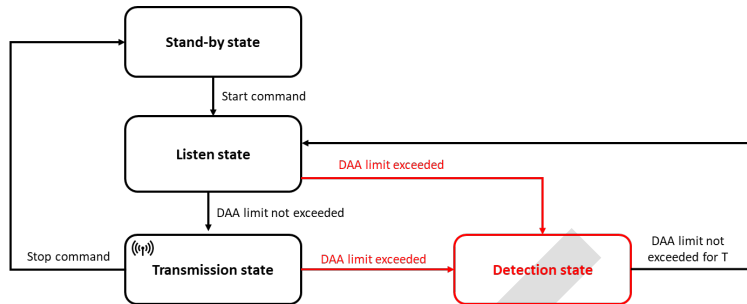 Stand-by state
Start command
Listen state
DAA limit exceeded
DAA limit not exceeded
Stop command
Transmission state
DAA limit exceeded
Detection state
DAA limit not
exceeded for T